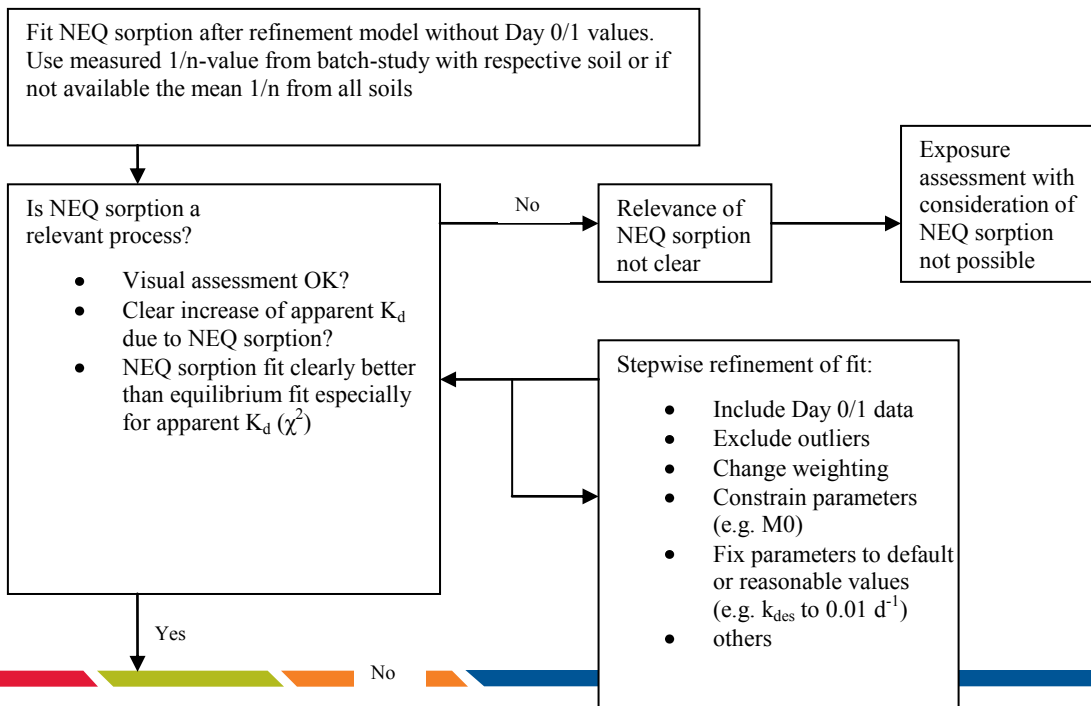 Fit NEQ sorption after refinement model without Day 0/1 values.
Use measured 1/n-value from batch-study with respective soil or if
not available the mean 1/n from all soils
Is NEQ sorption a
relevant process?
• Visual assessment OK?
• Clear increase of apparent K_d
due to NEQ sorption?
• NEQ sorption fit clearly better
than equilibrium fit especially
for apparent K_d (χ²)
No
Relevance of
NEQ sorption
not clear
Exposure
assessment with
consideration of
NEQ sorption
not possible
Stepwise refinement of fit:
• Include Day 0/1 data
• Exclude outliers
• Change weighting
• Constrain parameters
(e.g. M0)
• Fix parameters to default
or reasonable values
(e.g. k_des to 0.01 d⁻¹)
• others
Yes
No